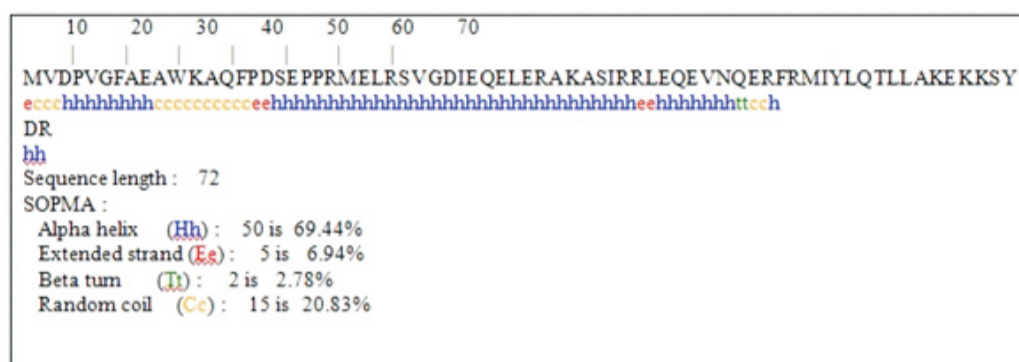 10 20 30 40 50 60 70
| | | | | | |
MVDPVGFAEAWKAQFPDSEPPRMELRSVGDIEQELERAKASIRRLEQEVNQERFRMIYLQTLLAKEKKSY
eccchhhhhhhhcccccccccceehhhhhhhhhhhhhhhhhhhhhhhhhhhhhhhheehhhhhhhttcch
DR
hh
Sequence length : 72
SOPMA :
Alpha helix (Hh) : 50 is 69.44%
Extended strand (Ee) : 5 is 6.94%
Beta turn (Tt) : 2 is 2.78%
Random coil (Cc) : 15 is 20.83%